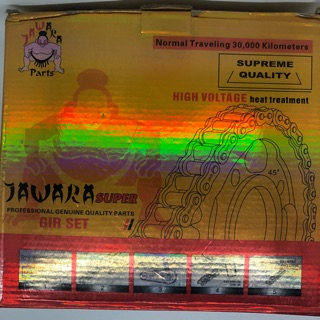 JAWARA
Parts
Normal Traveling 30,000 Kilometers
SUPREME
QUALITY
HIGH VOLTAGE heat treatment
45°
JAWARA SUPER
PROFESSIONAL GENUINE QUALITY PARTS
GIR SET